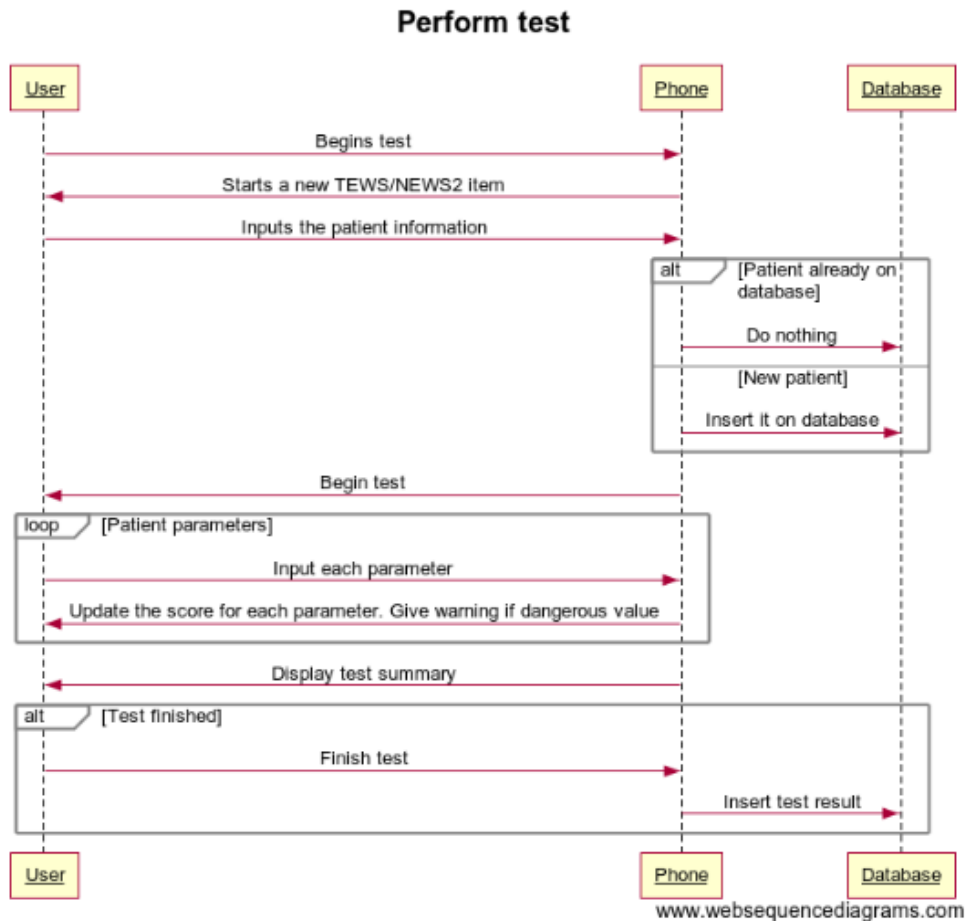 Perform test
User Phone Database
Begins test
Starts a new TEWS/NEWS2 item
Inputs the patient information
alt [Patient already on
database]
Do nothing
[New patient]
Insert it on database
Begin test
loop [Patient parameters]
Input each parameter
Update the score for each parameter. Give warning if dangerous value
Display test summary
alt [Test finished]
Finish test
Insert test result
User Phone Database
www.websequencediagrams.com